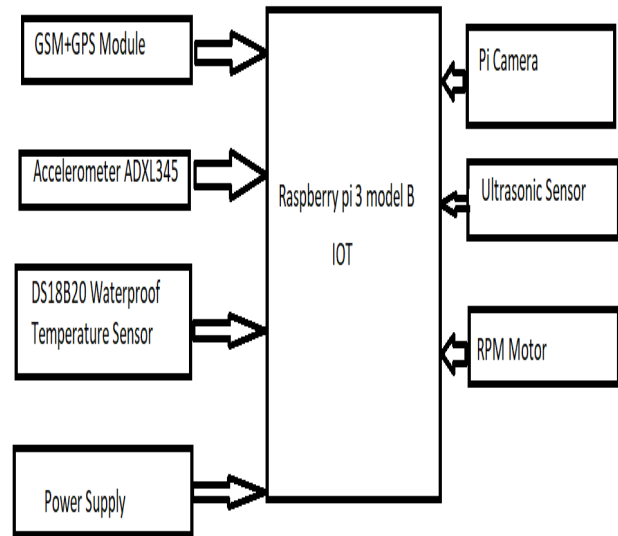 GSM+GPS Module
Accelerometer ADXL345
DS18B20 Waterproof
Temperature Sensor
Power Supply
Raspberry pi 3 model B
IOT
Pi Camera
Ultrasonic Sensor
RPM Motor